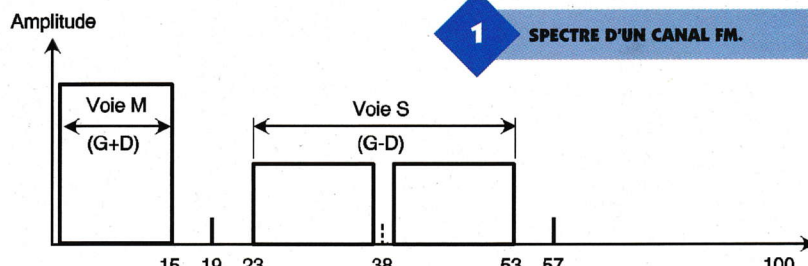 Amplitude
1 SPECTRE D'UN CANAL FM.
Voie M
(G+D)
Voie S
(G-D)
15 19 23 38 53 57 100